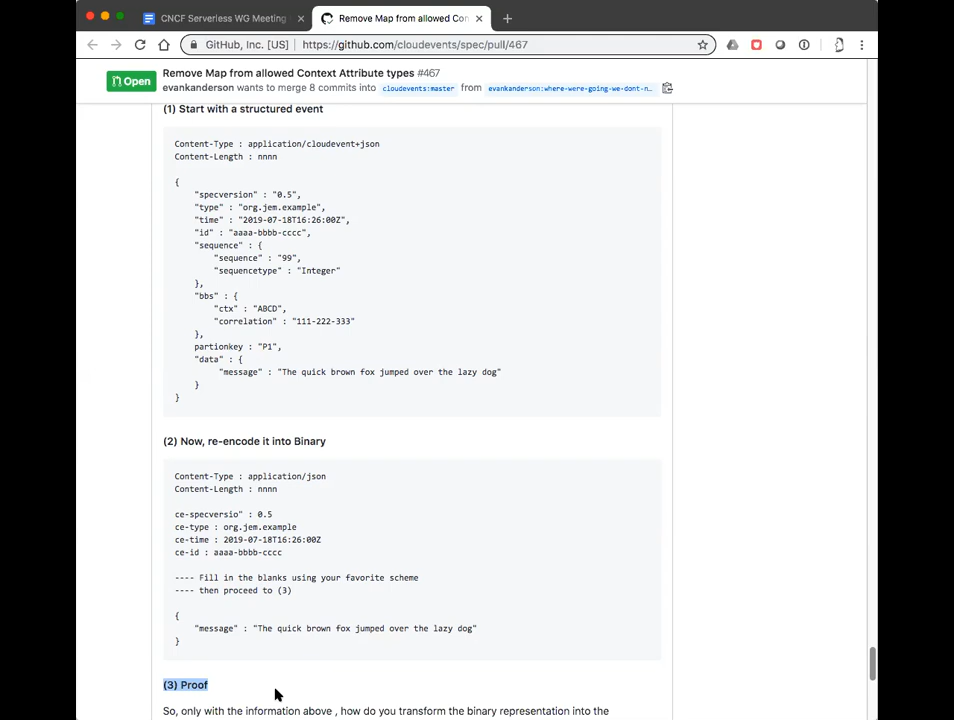 CNCF Serverless WG Meeting
Remove Map from allowed Con
GitHub, Inc. [US] | https://github.com/cloudevents/spec/pull/467
Open
Remove Map from allowed Context Attribute types #467
evankanderson wants to merge 8 commits into cloudevents:master from evankanderson:where-were-going-we-dont-n…
(1) Start with a structured event
Content-Type : application/cloudevent+json
Content-Length : nnnn
{
"specversion" : "0.5",
"type" : "org.jem.example",
"time" : "2019-07-18T16:26:00Z",
"id" : "aaaa-bbbb-cccc",
"sequence" : {
"sequence" : "99",
"sequencetype" : "Integer"
},
"bbs" : {
"ctx" : "ABCD",
"correlation" : "111-222-333"
},
partionkey : "P1",
"data" : {
"message" : "The quick brown fox jumped over the lazy dog"
}
}
(2) Now, re-encode it into Binary
Content-Type : application/json
Content-Length : nnnn
ce-specversio" : 0.5
ce-type : org.jem.example
ce-time : 2019-07-18T16:26:00Z
ce-id : aaaa-bbbb-cccc
---- Fill in the blanks using your favorite scheme
---- then proceed to (3)
{
"message" : "The quick brown fox jumped over the lazy dog"
}
(3) Proof
So, only with the information above , how do you transform the binary representation into the